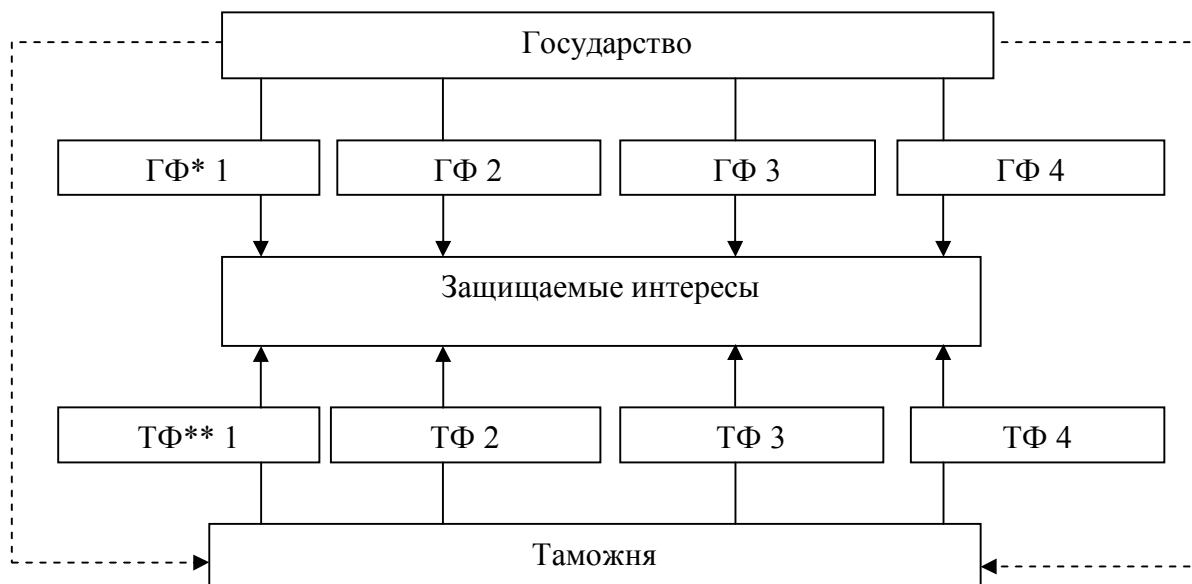 Государство
ГФ* 1
ГФ 2
ГФ 3
ГФ 4
Защищаемые интересы
ТФ** 1
ТФ 2
ТФ 3
ТФ 4
Таможня